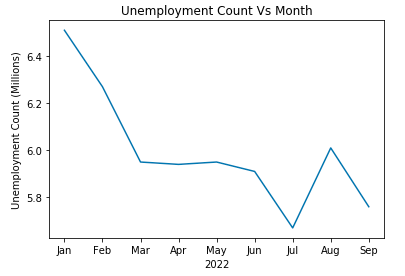 Unemployment Count Vs Month
Unemployment Count (Millions)
6.4
6.2
6.0
5.8
Jan Feb Mar Apr May Jun Jul Aug Sep
2022